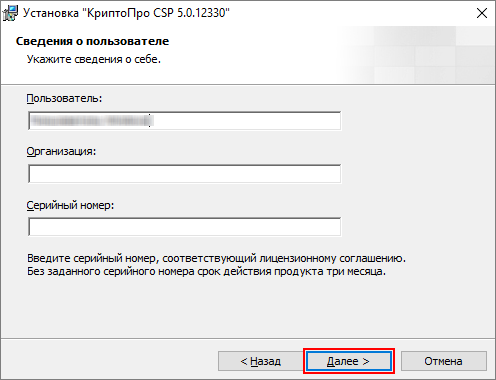 Установка "КриптоПро CSP 5.0.12330"
Сведения о пользователе
Укажите сведения о себе.
Пользователь:
Организация:
Серийный номер:
Введите серийный номер, соответствующий лицензионному соглашению.
Без заданного серийного номера срок действия продукта три месяца.
< Назад
Далее >
Отмена